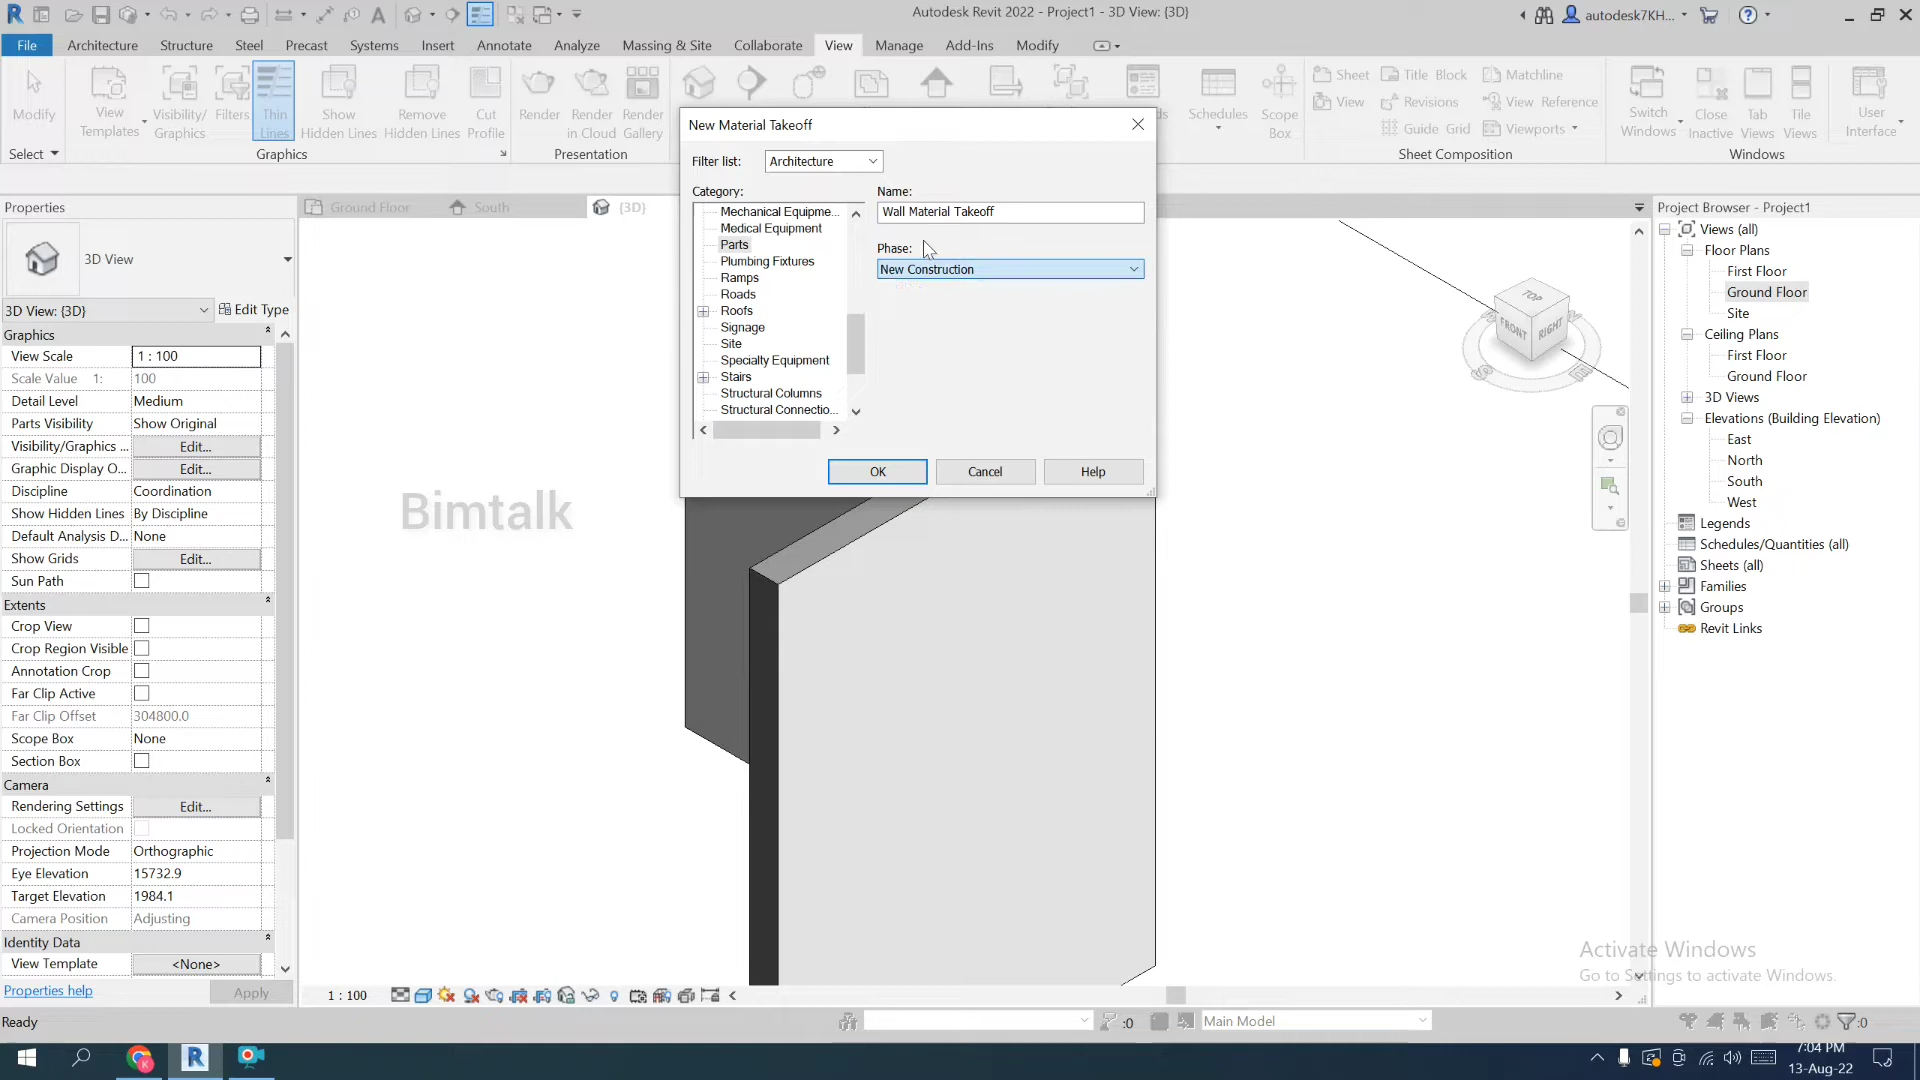 Autodesk Revit 2022 - Project1 - 3D View: {3D}
autodesk7KH...
File Architecture Structure Steel Precast Systems Insert Annotate Analyze Massing & Site Collaborate View Manage Add-Ins Modify
Modify
View Templates
Visibility/ Graphics
Filters
Thin Lines
Show Hidden Lines
Remove Hidden Lines
Cut Profile
Render
Render in Cloud
Render Gallery
Schedules
Scope Box
Sheet
View
Title Block
Revisions
Guide Grid
Matchline
View Reference
Viewports
Switch Windows
Close Inactive
Tab Views
Tile Views
User Interface
Select
Graphics
Presentation
Sheet Composition
Windows
Properties
3D View
3D View: {3D}
Edit Type
Graphics
View Scale 1 : 100
Scale Value 1: 100
Detail Level Medium
Parts Visibility Show Original
Visibility/Graphics ... Edit...
Graphic Display O... Edit...
Discipline Coordination
Show Hidden Lines By Discipline
Default Analysis D... None
Show Grids Edit...
Sun Path
Extents
Crop View
Crop Region Visible
Annotation Crop
Far Clip Active
Far Clip Offset 304800.0
Scope Box None
Section Box
Camera
Rendering Settings Edit...
Locked Orientation
Projection Mode Orthographic
Eye Elevation 15732.9
Target Elevation 1984.1
Camera Position Adjusting
Identity Data
View Template <None>
Properties help
Apply
Ground Floor
South
{3D}
New Material Takeoff
Filter list: Architecture
Category:
Mechanical Equipme...
Medical Equipment
Parts
Plumbing Fixtures
Ramps
Roads
Roofs
Signage
Site
Specialty Equipment
Stairs
Structural Columns
Structural Connectio...
Name:
Wall Material Takeoff
Phase:
New Construction
OK
Cancel
Help
Bimtalk
TOP
FRONT
RIGHT
Project Browser - Project1
Views (all)
Floor Plans
First Floor
Ground Floor
Site
Ceiling Plans
First Floor
Ground Floor
3D Views
Elevations (Building Elevation)
East
North
South
West
Legends
Schedules/Quantities (all)
Sheets (all)
Families
Groups
Revit Links
Activate Windows
Go to Settings to activate Windows.
1 : 100
Ready
:0
Main Model
:0
7:04 PM
13-Aug-22